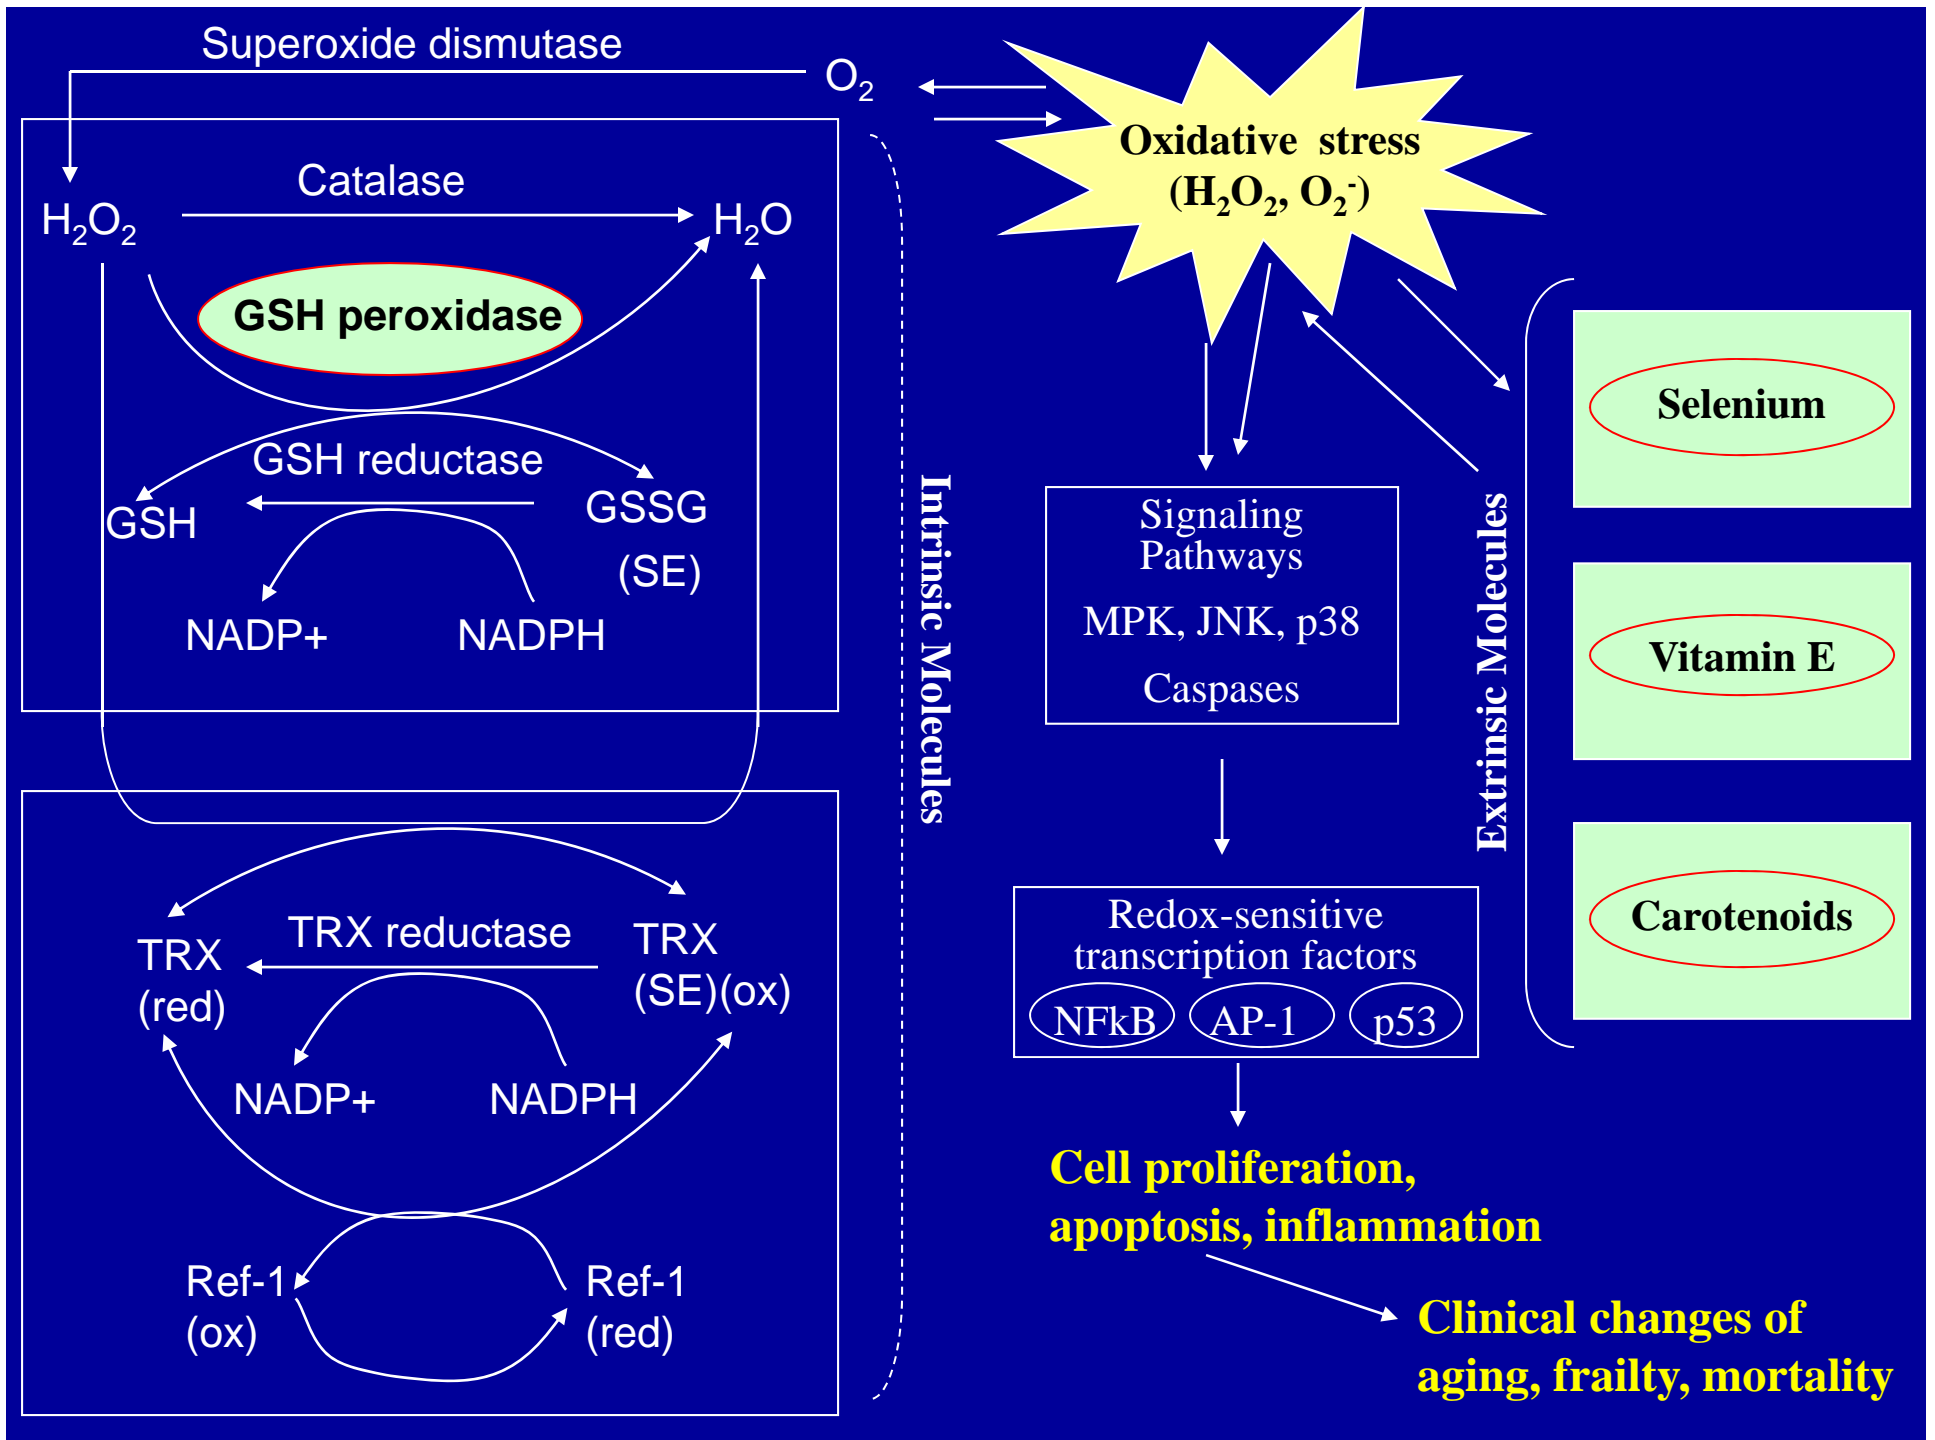 Superoxide dismutase
O₂
Oxidative stress
(H₂O₂, O₂⁻)
Catalase
H₂O₂
H₂O
GSH peroxidase
GSH reductase
GSH
GSSG
(SE)
NADP+
NADPH
TRX reductase
TRX
(red)
TRX
(SE)(ox)
NADP+
NADPH
Ref-1
(ox)
Ref-1
(red)
Intrinsic Molecules
Signaling
Pathways
MPK, JNK, p38
Caspases
Redox-sensitive
transcription factors
NFkB
AP-1
p53
Cell proliferation,
apoptosis, inflammation
Clinical changes of
aging, frailty, mortality
Extrinsic Molecules
Selenium
Vitamin E
Carotenoids